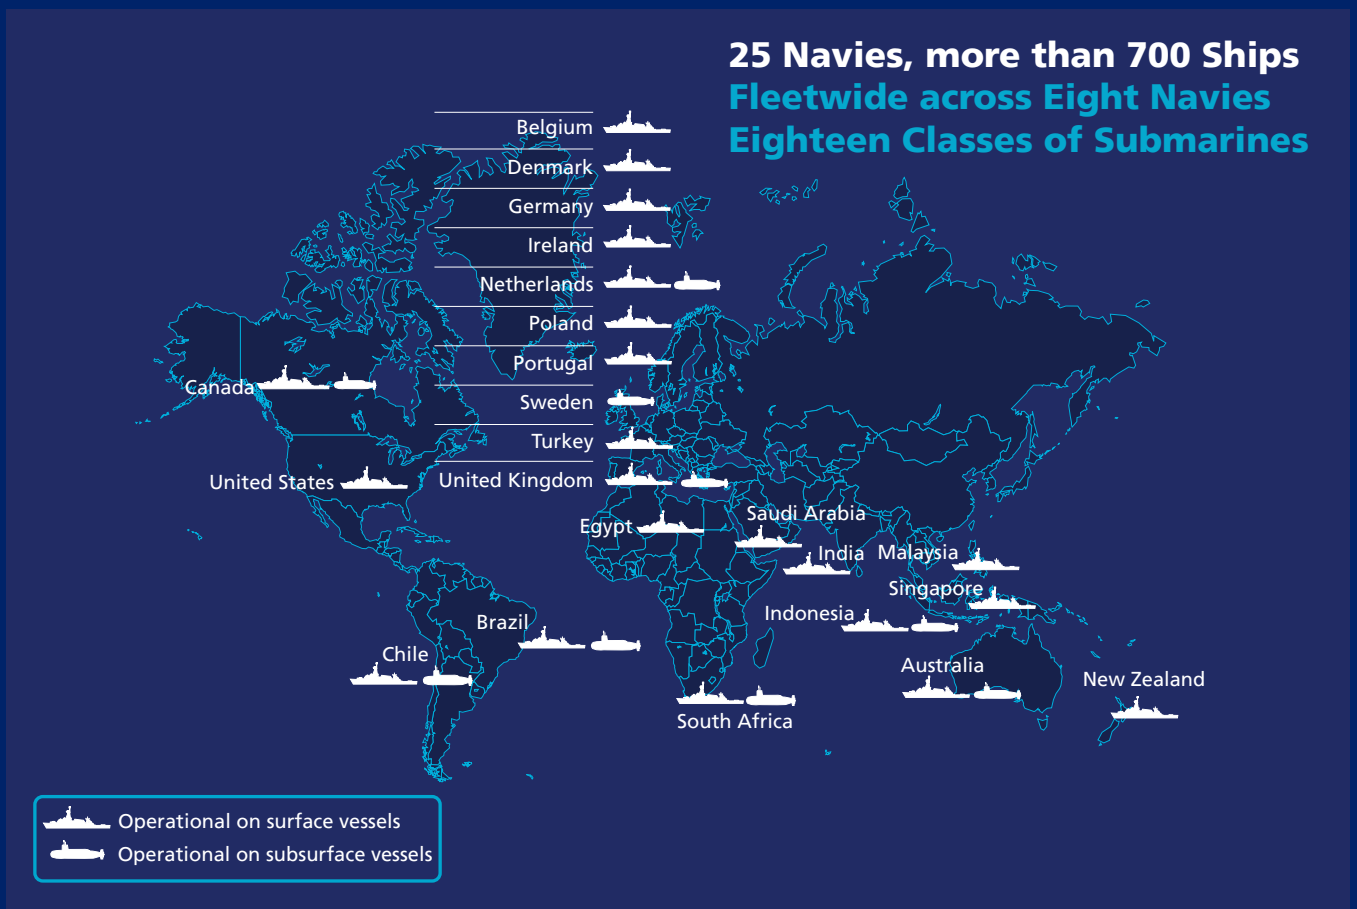 25 Navies, more than 700 Ships
Fleetwide across Eight Navies
Eighteen Classes of Submarines
Belgium
Denmark
Germany
Ireland
Netherlands
Poland
Portugal
Sweden
Turkey
United Kingdom
Canada
United States
Egypt
Saudi Arabia
India
Malaysia
Singapore
Indonesia
Brazil
Chile
South Africa
Australia
New Zealand
Operational on surface vessels
Operational on subsurface vessels